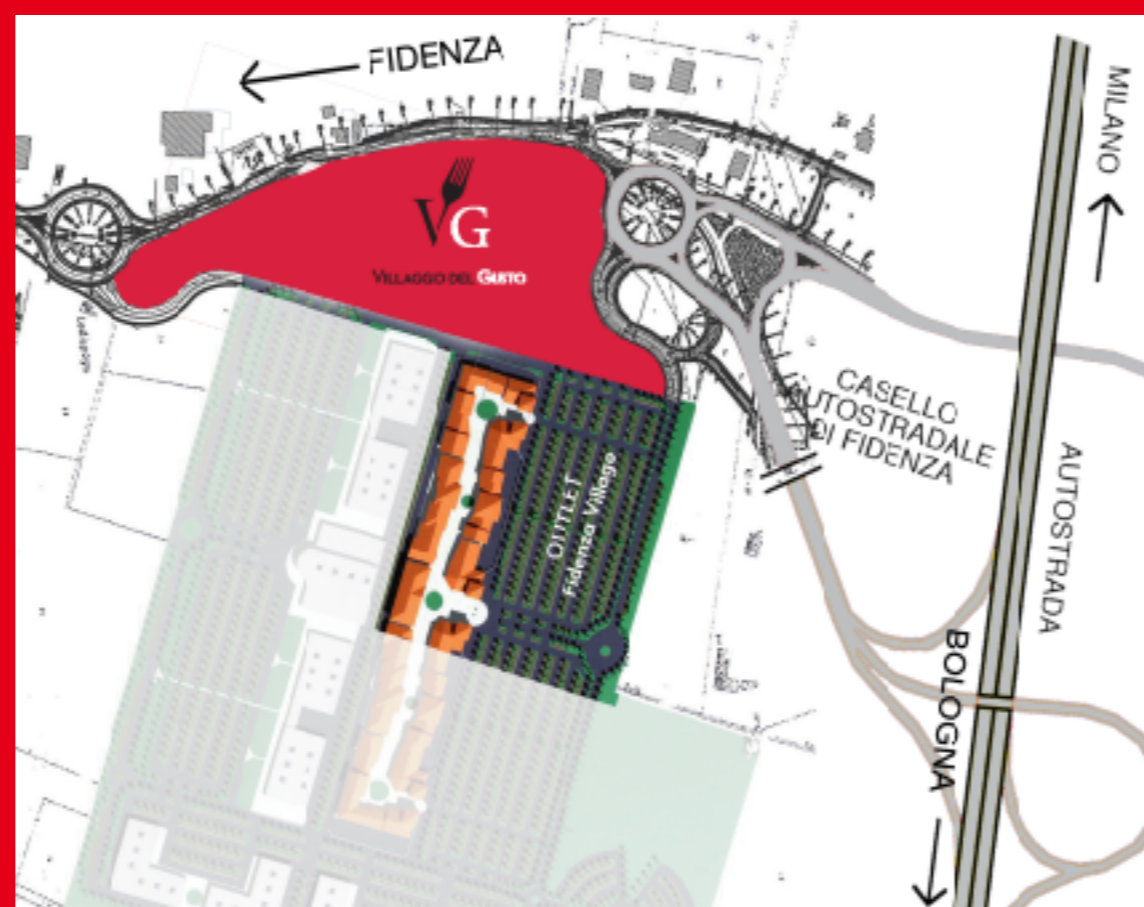 FIDENZA
MILANO
VG
VILLAGGIO DEL GUSTO
CASELLO
AUTOSTRADALE
DI FIDENZA
AUTOSTRADA
OUTLET
Fidenza Village
BOLOGNA